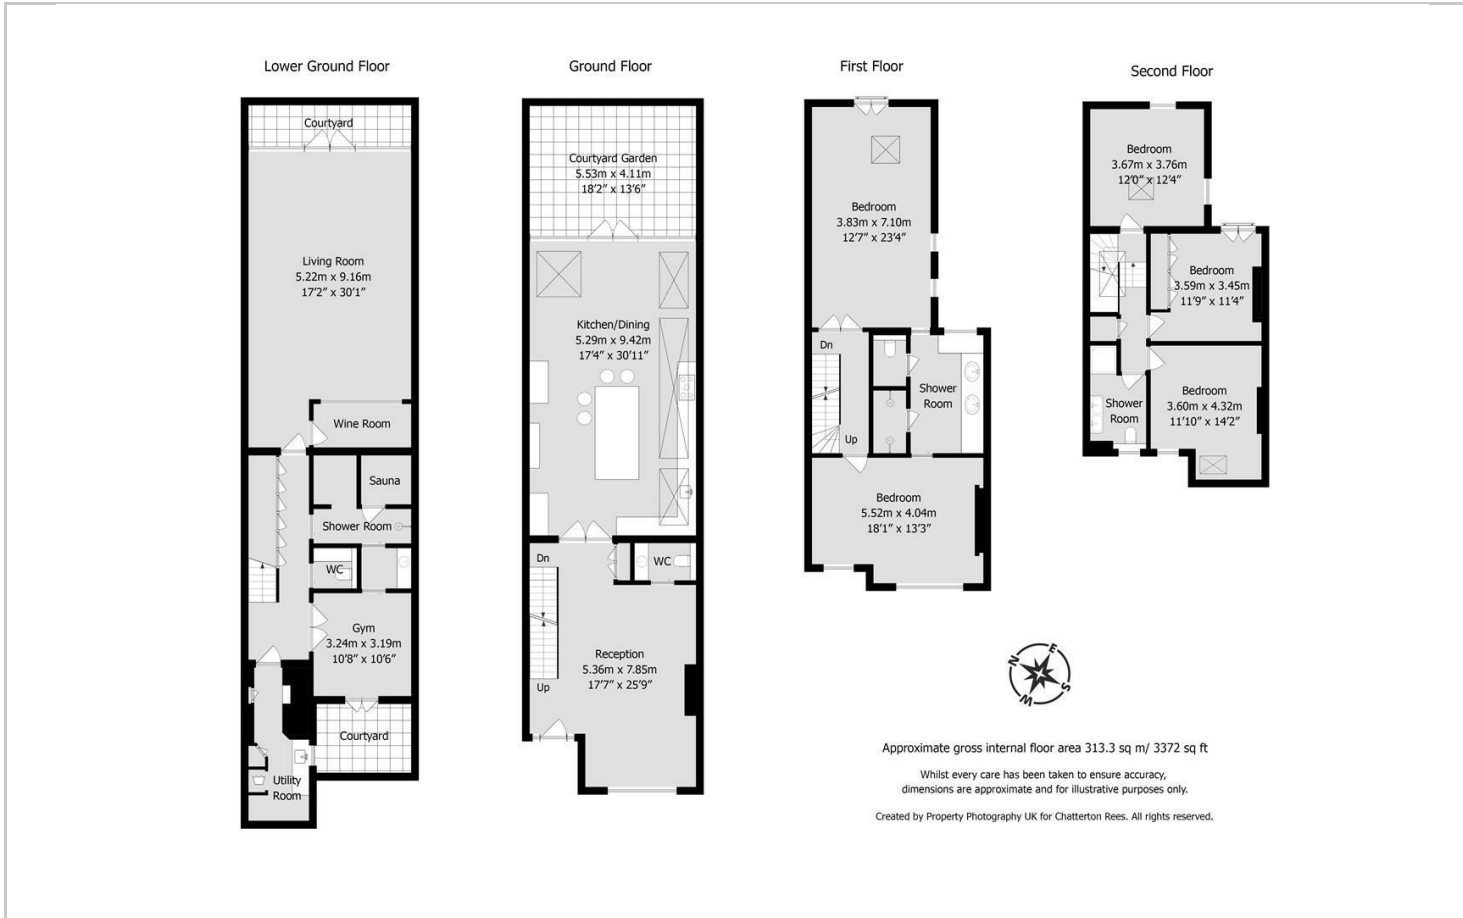 Lower Ground Floor
Courtyard
Living Room
5.22m x 9.16m
17'2" x 30'1"
Wine Room
Sauna
Shower Room
WC
Gym
3.24m x 3.19m
10'8" x 10'6"
Courtyard
Utility
Room
Ground Floor
Courtyard Garden
5.53m x 4.11m
18'2" x 13'6"
Kitchen/Dining
5.29m x 9.42m
17'4" x 30'11"
Dn
WC
Reception
5.36m x 7.85m
17'7" x 25'9"
Up
First Floor
Bedroom
3.83m x 7.10m
12'7" x 23'4"
Dn
Shower
Room
Up
Bedroom
5.52m x 4.04m
18'1" x 13'3"
Second Floor
Bedroom
3.67m x 3.76m
12'0" x 12'4"
Bedroom
3.59m x 3.45m
11'9" x 11'4"
Bedroom
3.60m x 4.32m
11'10" x 14'2"
Shower
Room
N
E
S
W
Approximate gross internal floor area 313.3 sq m/ 3372 sq ft
Whilst every care has been taken to ensure accuracy,
dimensions are approximate and for illustrative purposes only.
Created by Property Photography UK for Chatterton Rees. All rights reserved.